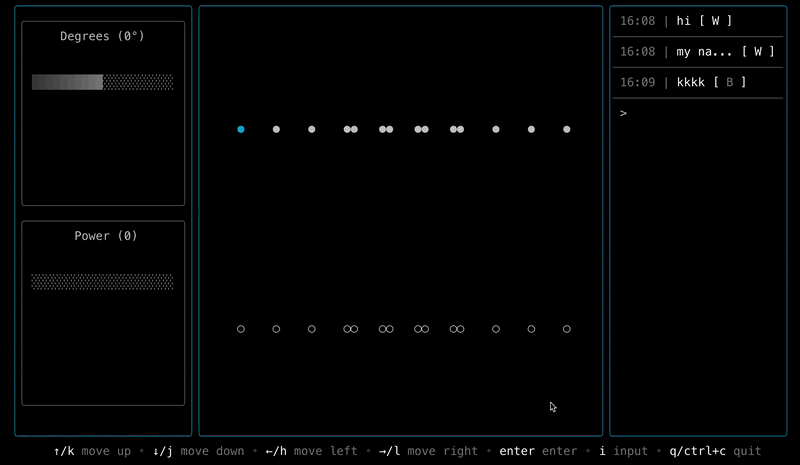 Degrees (0°)
Power (0)
16:08 | hi [ W ]
16:08 | my na... [ W ]
16:09 | kkkk [ B ]
>
↑/k move up • ↓/j move down • ←/h move left • →/l move right • enter enter • i input • q/ctrl+c quit